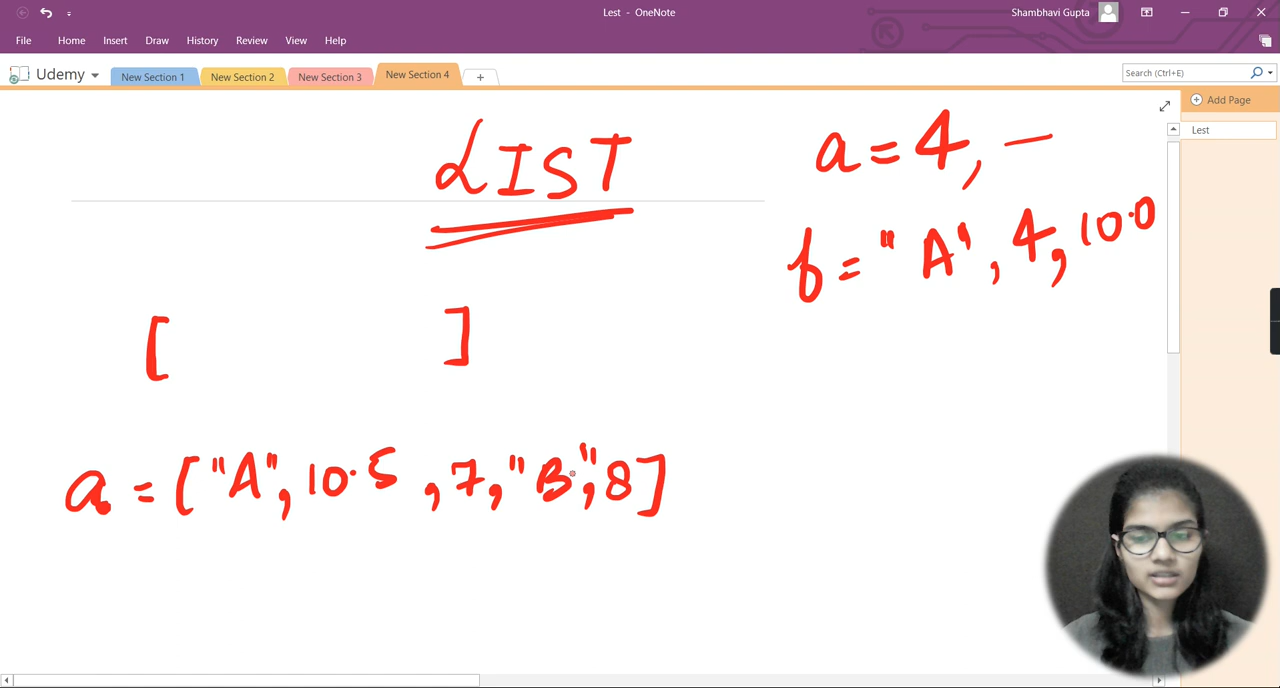 Lest - OneNote
Shambhavi Gupta
File Home Insert Draw History Review View Help
Udemy New Section 1 New Section 2 New Section 3 New Section 4 +
Search (Ctrl+E)
Add Page
Lest
LIST
a = 4, —
b = "A", 4, 10.0
[ ]
a = ["A", 10.5, 7, "B", 8]